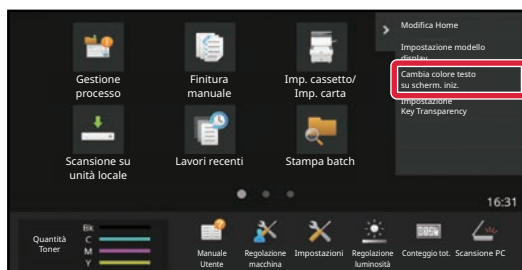 Gestione
processo
Finitura
manuale
Imp. cassetto/
Imp. carta
Scansione su
unità locale
Lavori recenti
Stampa batch
Modifica Home
Impostazione modello
display
Cambia colore testo
su scherm. iniz.
Impostazione
Key Transparency
16:31
Quantità
Toner
Bk
C
M
Y
Manuale
Utente
Regolazione
macchina
Impostazioni
Regolazione
luminosità
Conteggio tot.
Scansione PC